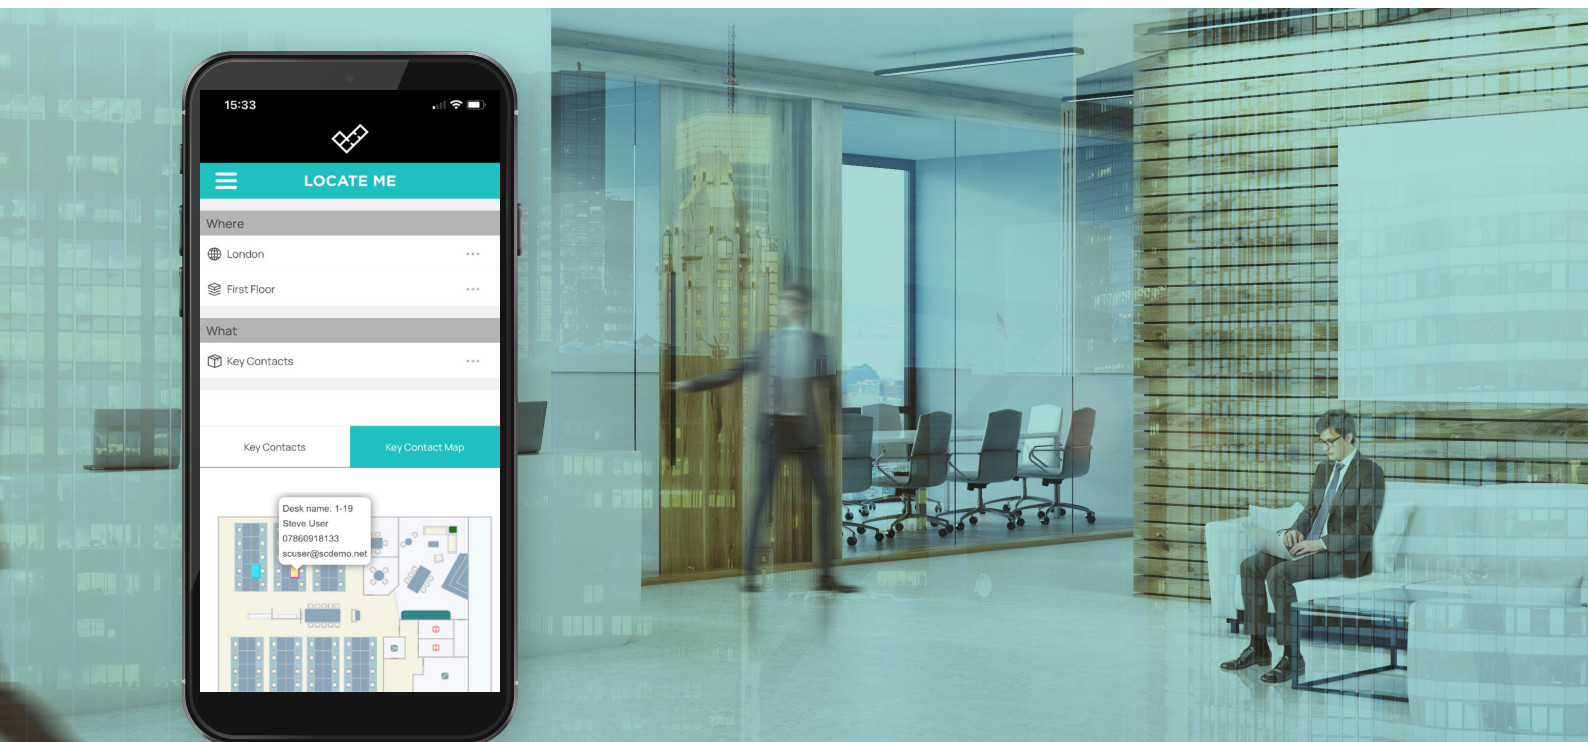 15:33
LOCATE ME
Where
London
First Floor
What
Key Contacts
Key Contacts
Key Contact Map
Desk name: 1-19
Steve User
07860918133
scuser@scdemo.net